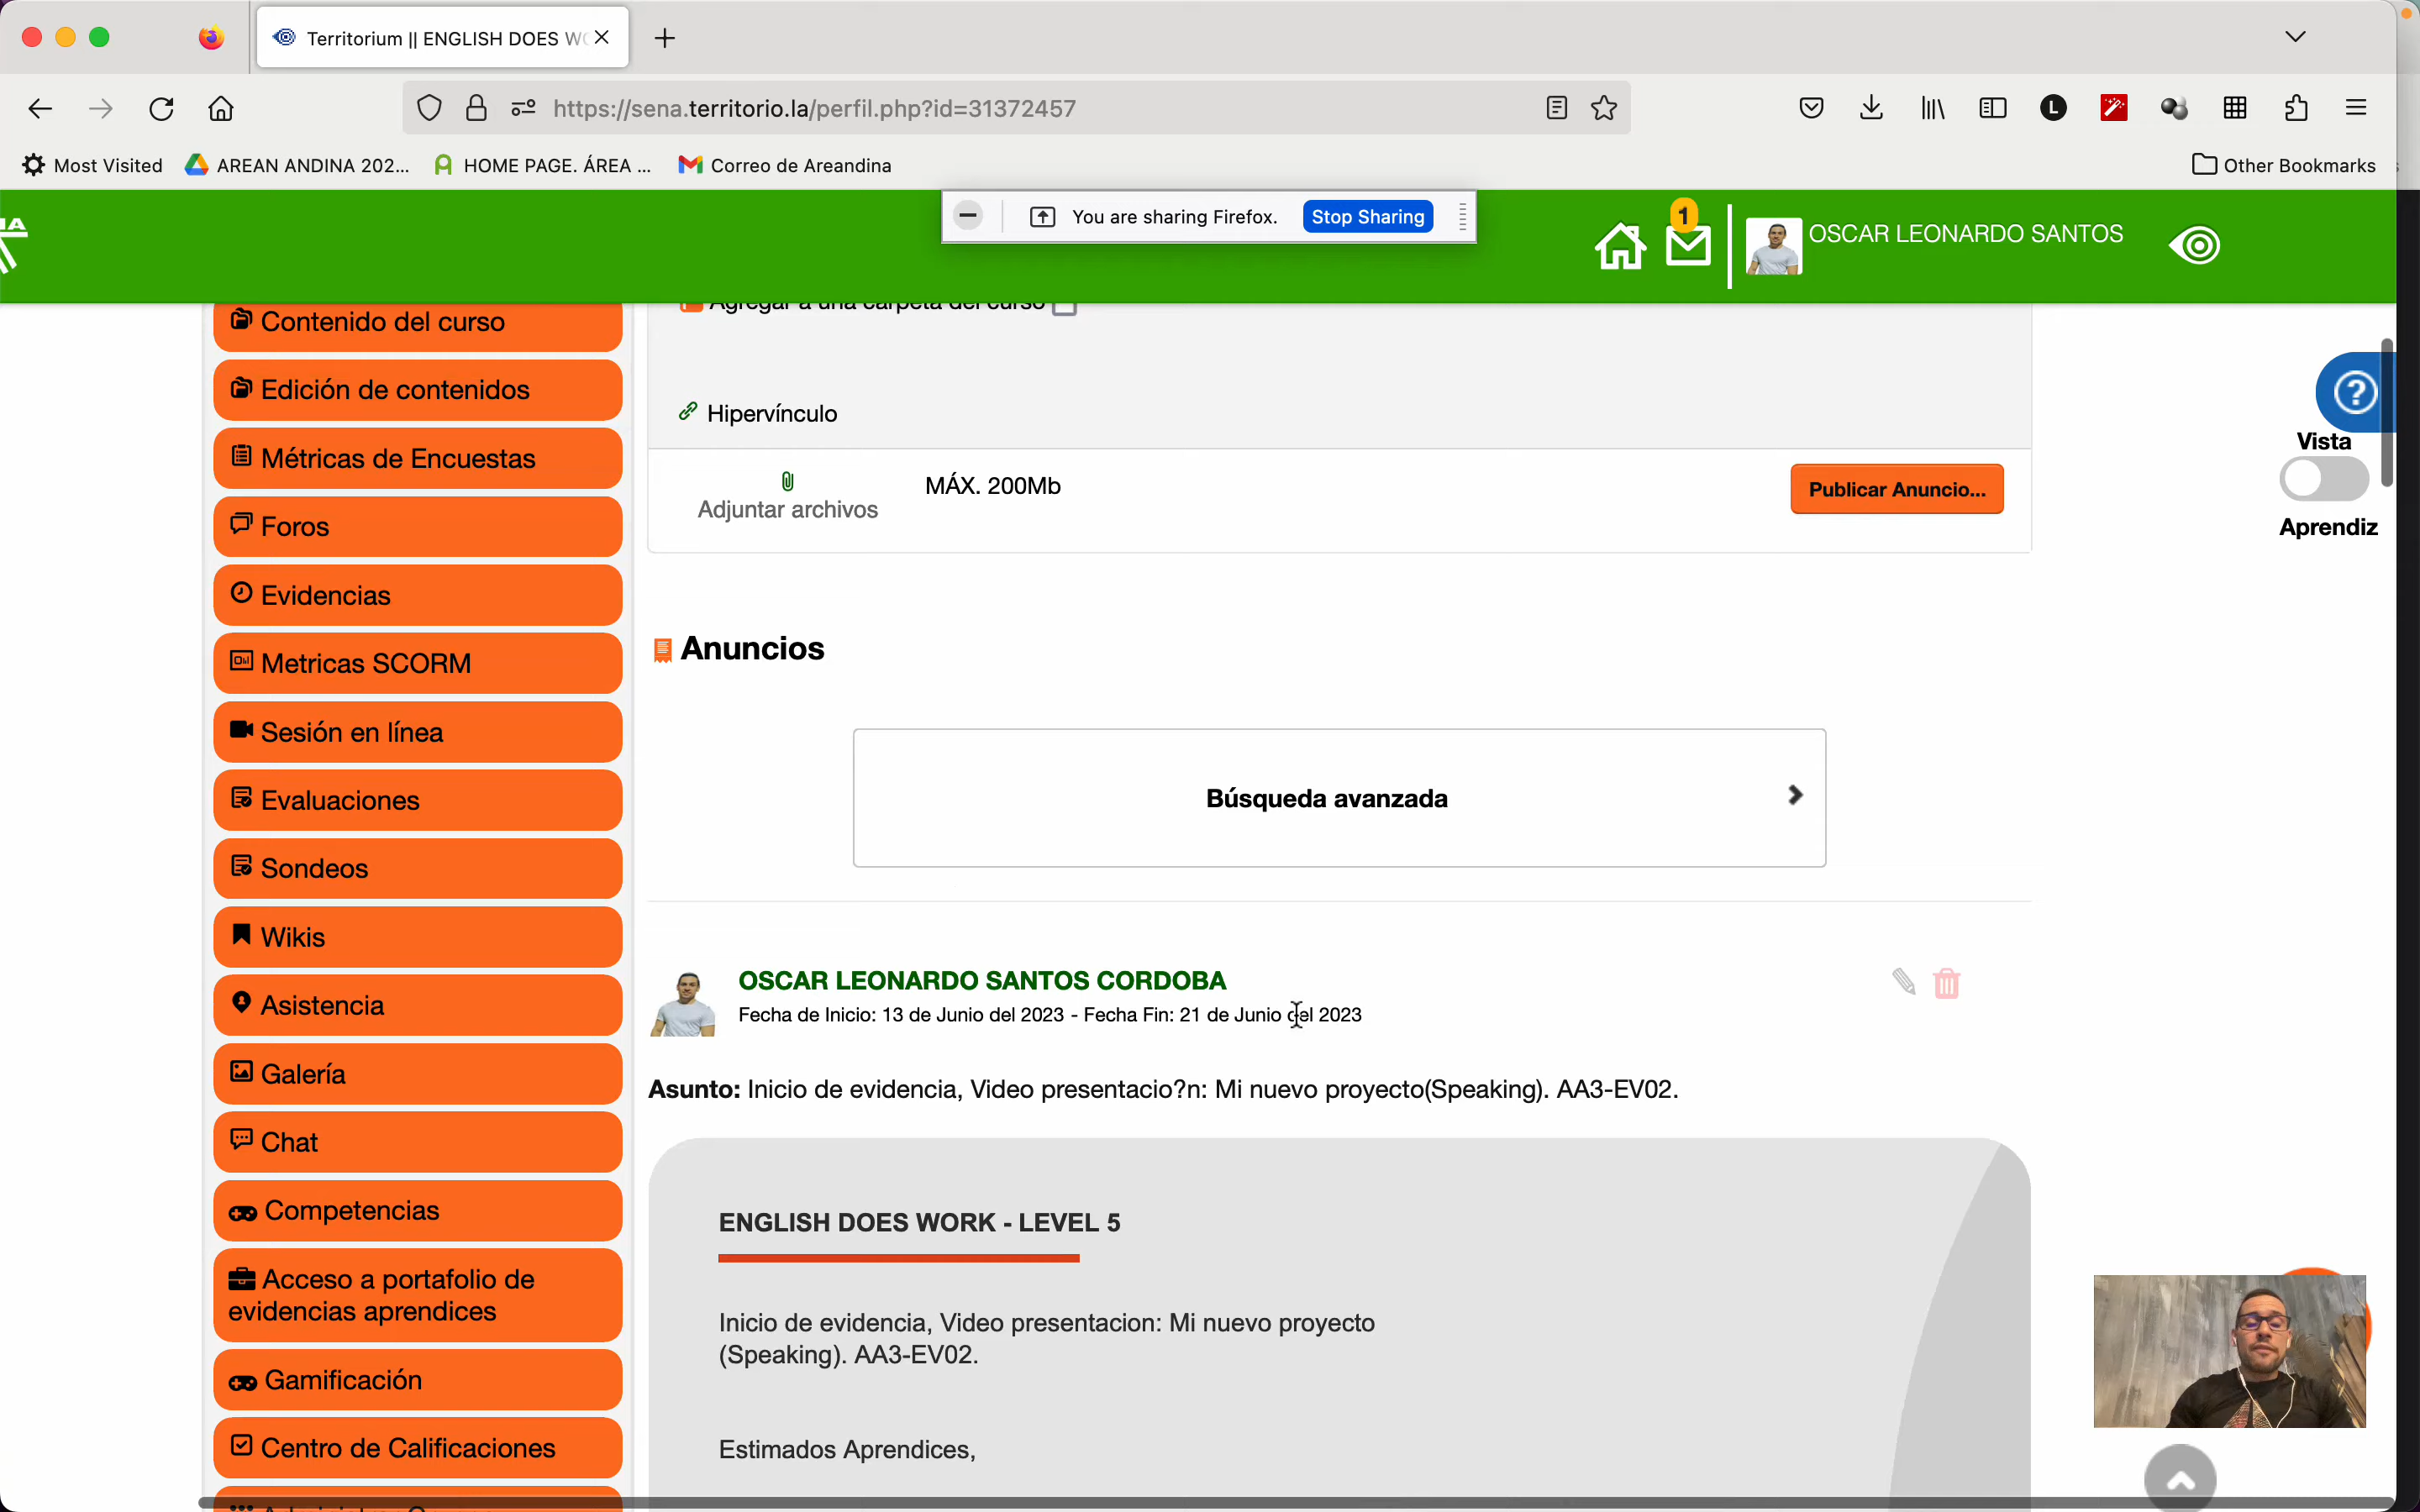 Territorium || ENGLISH DOES WO
https://sena.territorio.la/perfil.php?id=31372457
L
Most Visited
AREAN ANDINA 202...
HOME PAGE. ÁREA ...
Correo de Areandina
Other Bookmarks
You are sharing Firefox.
Stop Sharing
1
OSCAR LEONARDO SANTOS
Agregar a una carpeta del curso
Contenido del curso
Edición de contenidos
Métricas de Encuestas
Foros
Evidencias
Metricas SCORM
Sesión en línea
Evaluaciones
Sondeos
Wikis
Asistencia
Galería
Chat
Competencias
Acceso a portafolio de
evidencias aprendices
Gamificación
Centro de Calificaciones
Hipervínculo
Adjuntar archivos
MÁX. 200Mb
Publicar Anuncio...
?
Vista
Aprendiz
Anuncios
Búsqueda avanzada
OSCAR LEONARDO SANTOS CORDOBA
Fecha de Inicio: 13 de Junio del 2023 - Fecha Fin: 21 de Junio del 2023
Asunto: Inicio de evidencia, Video presentacio?n: Mi nuevo proyecto(Speaking). AA3-EV02.
ENGLISH DOES WORK - LEVEL 5
Inicio de evidencia, Video presentacion: Mi nuevo proyecto
(Speaking). AA3-EV02.
Estimados Aprendices,